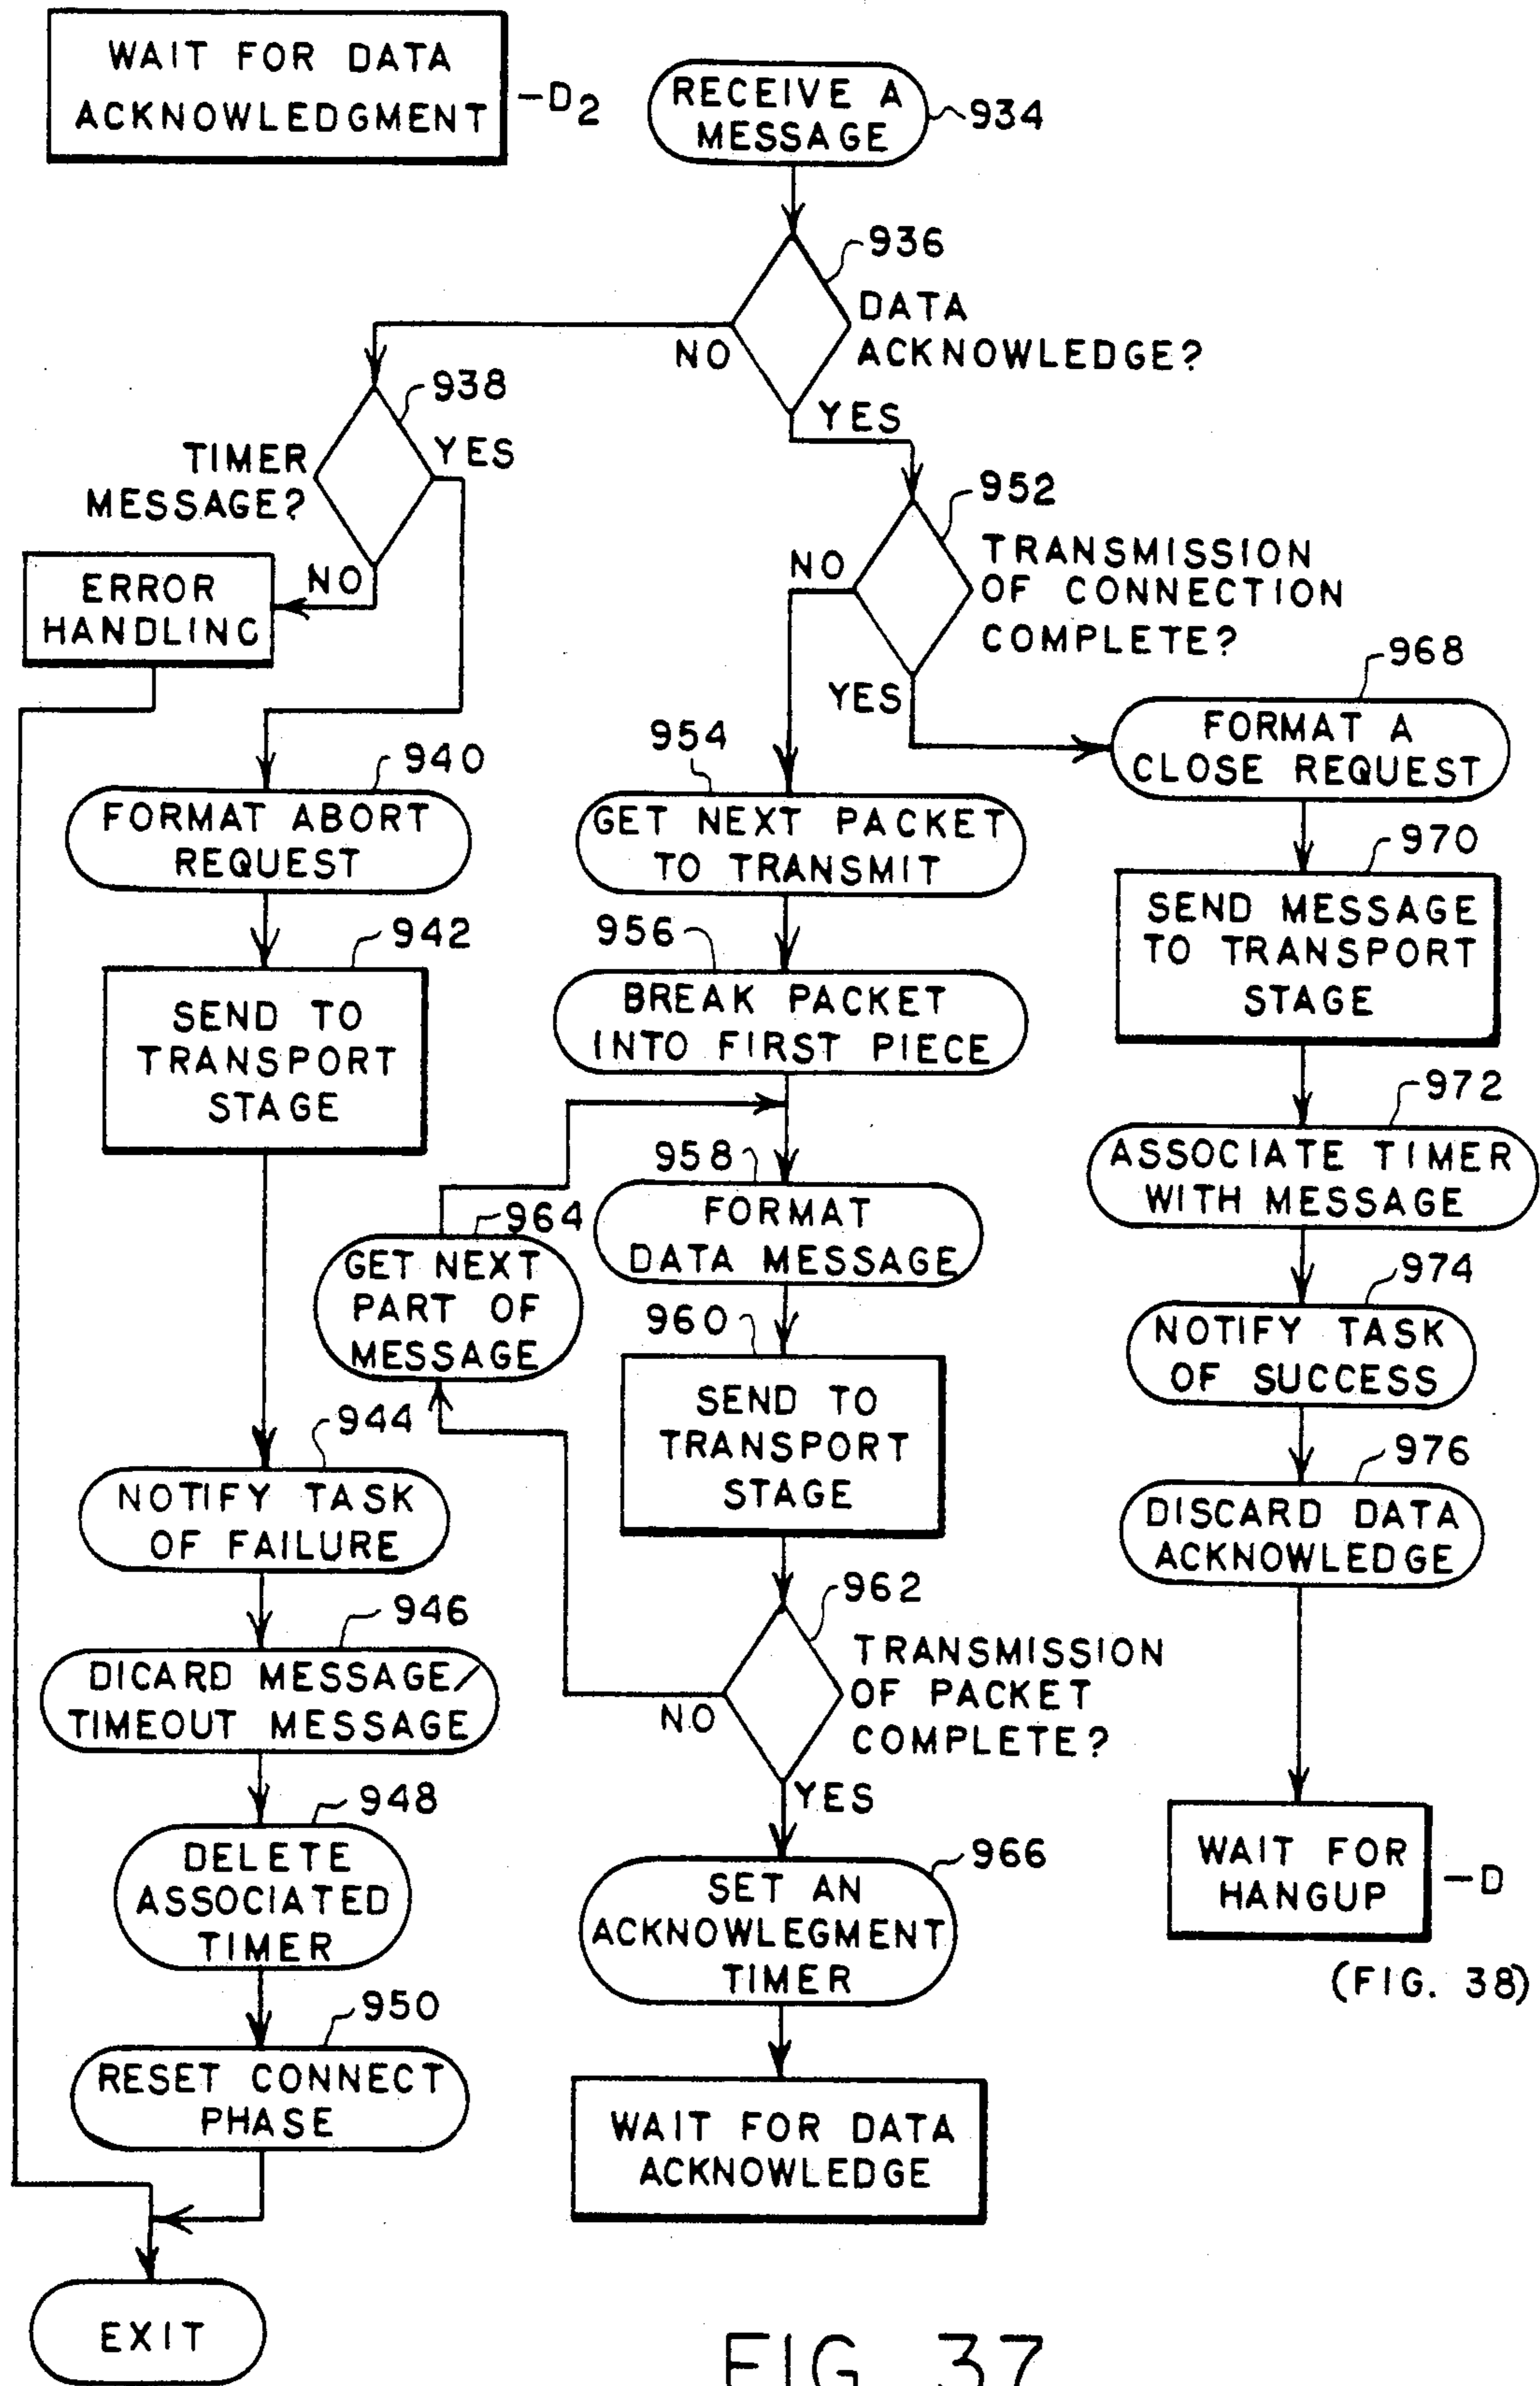 WAIT FOR DATA
ACKNOWLEDGMENT
-D2
RECEIVE A
MESSAGE
934
936
DATA
ACKNOWLEDGE?
NO
YES
938
TIMER
MESSAGE?
YES
NO
ERROR
HANDLING
952
TRANSMISSION
OF CONNECTION
COMPLETE?
NO
YES
940
FORMAT ABORT
REQUEST
942
SEND TO
TRANSPORT
STAGE
944
NOTIFY TASK
OF FAILURE
946
DICARD MESSAGE/
TIMEOUT MESSAGE
948
DELETE
ASSOCIATED
TIMER
950
RESET CONNECT
PHASE
EXIT
954
GET NEXT PACKET
TO TRANSMIT
956
BREAK PACKET
INTO FIRST PIECE
958
FORMAT
DATA MESSAGE
964
GET NEXT
PART OF
MESSAGE
960
SEND TO
TRANSPORT
STAGE
962
TRANSMISSION
OF PACKET
COMPLETE?
NO
YES
966
SET AN
ACKNOWLEGMENT
TIMER
WAIT FOR DATA
ACKNOWLEDGE
968
FORMAT A
CLOSE REQUEST
970
SEND MESSAGE
TO TRANSPORT
STAGE
972
ASSOCIATE TIMER
WITH MESSAGE
974
NOTIFY TASK
OF SUCCESS
976
DISCARD DATA
ACKNOWLEDGE
WAIT FOR
HANGUP
-D
(FIG. 38)
FIG. 37